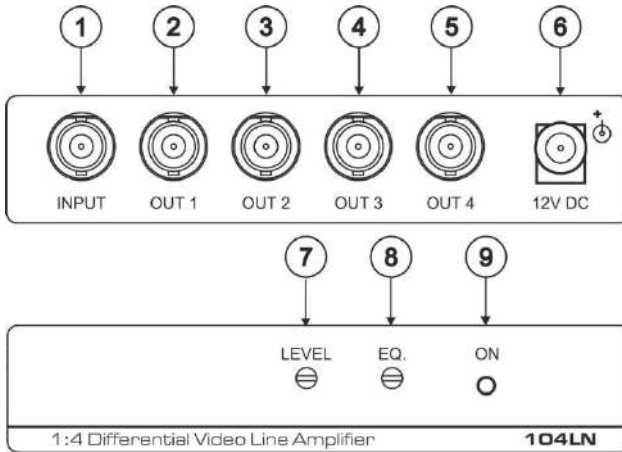 1 2 3 4 5 6
+
INPUT OUT 1 OUT 2 OUT 3 OUT 4 12V DC
7 8 9
LEVEL EQ. ON
1:4 Differential Video Line Amplifier 104LN